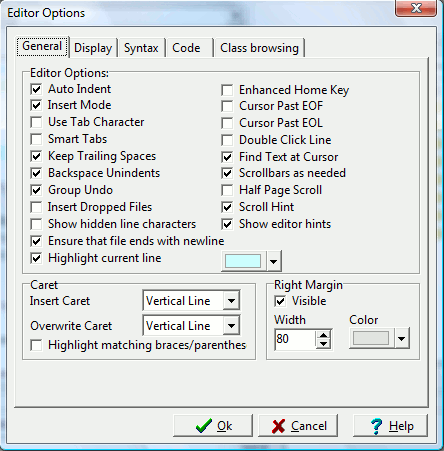 Editor Options
General Display Syntax Code Class browsing
Editor Options:
Auto Indent
Insert Mode
Use Tab Character
Smart Tabs
Keep Trailing Spaces
Backspace Unindents
Group Undo
Insert Dropped Files
Show hidden line characters
Ensure that file ends with newline
Highlight current line
Enhanced Home Key
Cursor Past EOF
Cursor Past EOL
Double Click Line
Find Text at Cursor
Scrollbars as needed
Half Page Scroll
Scroll Hint
Show editor hints
Caret
Insert Caret Vertical Line
Overwrite Caret Vertical Line
Highlight matching braces/parenthes
Right Margin
Visible
Width Color
80
Ok Cancel Help